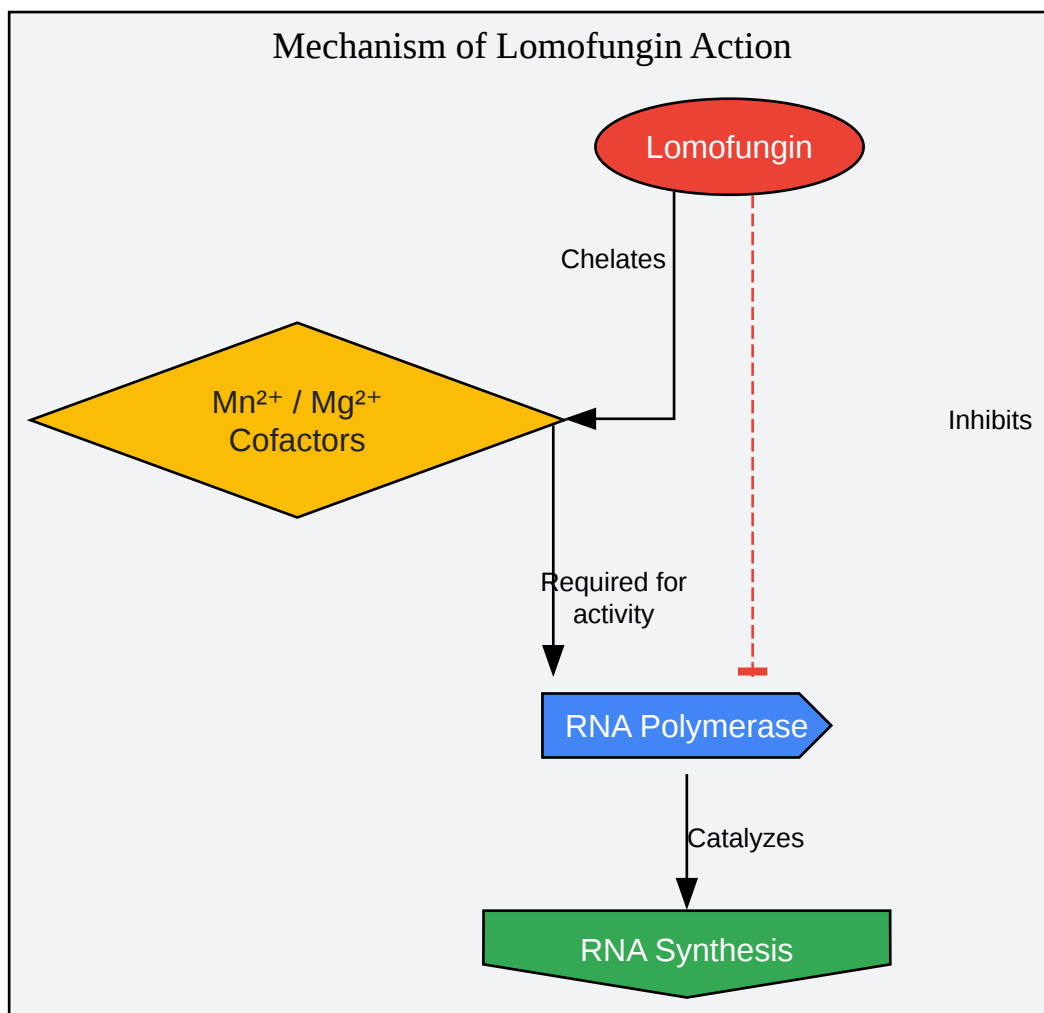 Mechanism of Lomofungin Action
Lomofungin
Chelates
Mn²⁺ / Mg²⁺
Cofactors
Inhibits
Required for
activity
RNA Polymerase
Catalyzes
RNA Synthesis